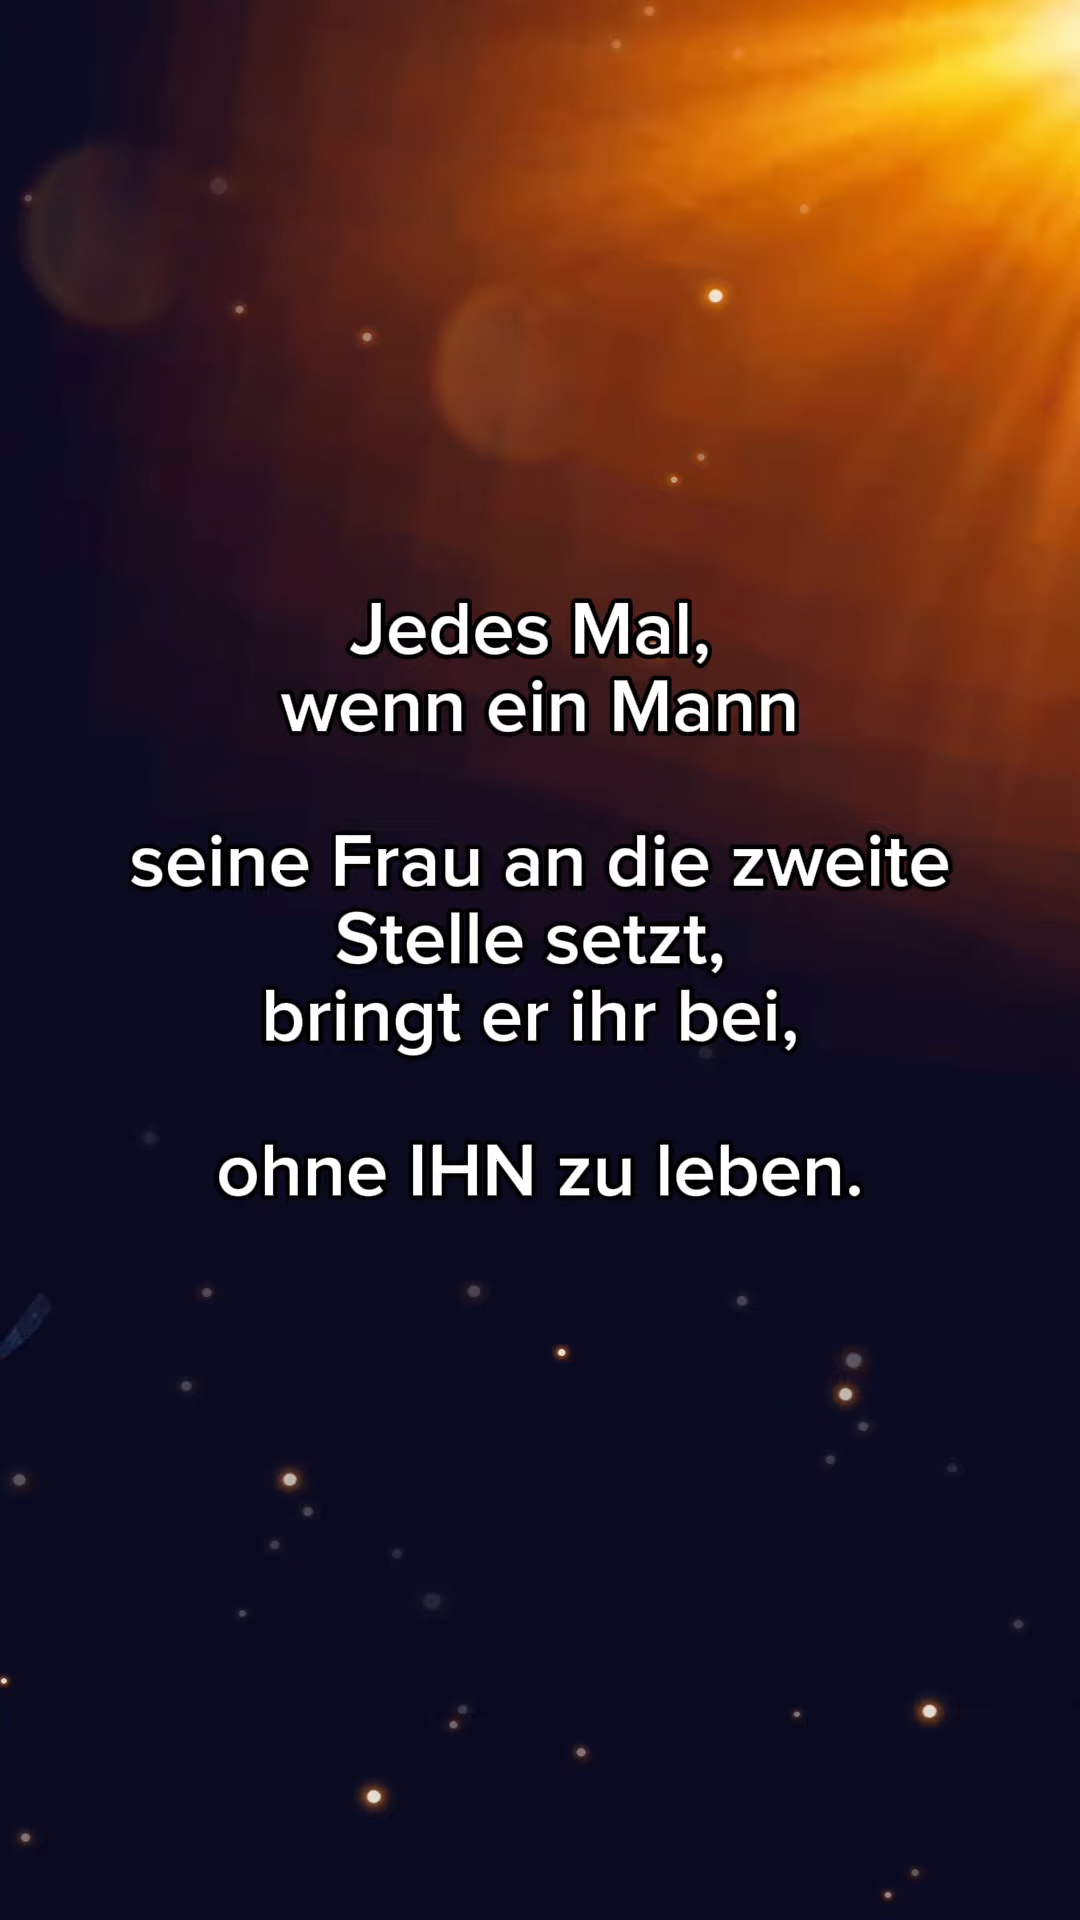 Jedes Mal,
wenn ein Mann
seine Frau an die zweite
Stelle setzt,
bringt er ihr bei,
ohne IHN zu leben.